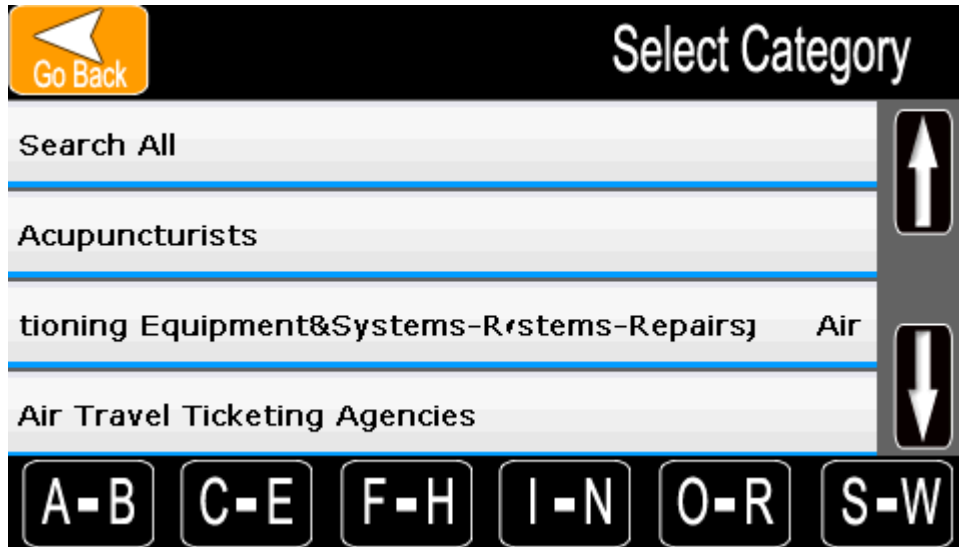 Go Back
Select Category
Search All
Acupuncturists
tioning Equipment&Systems-R stems-Repairs Air
Air Travel Ticketing Agencies
A-B C-E F-H I-N O-R S-W